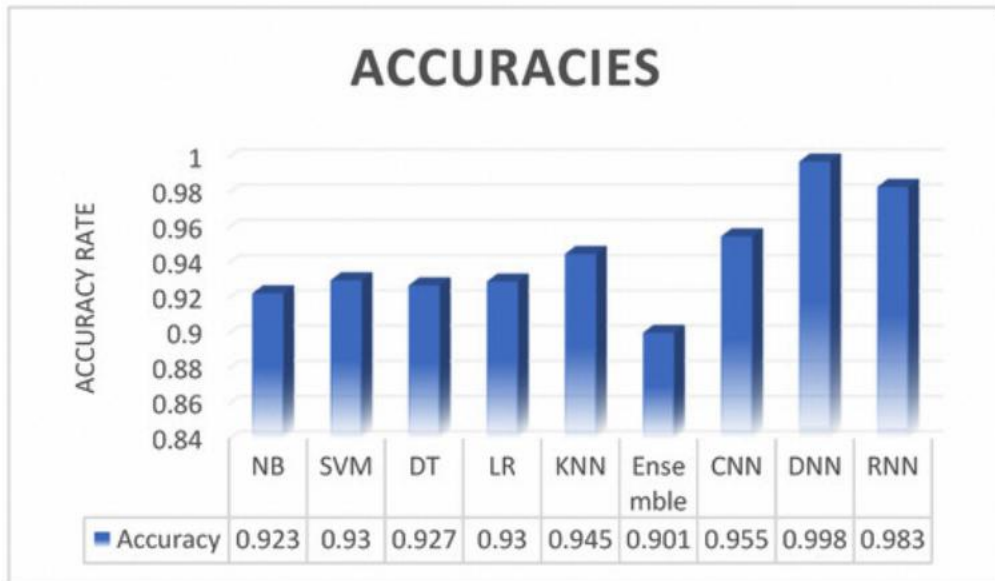 ACCURACIES
ACCURACY RATE
1
0.98
0.96
0.94
0.92
0.9
0.88
0.86
0.84
NB SVM DT LR KNN Ense CNN DNN RNN
mble
Accuracy 0.923 0.93 0.927 0.93 0.945 0.901 0.955 0.998 0.983